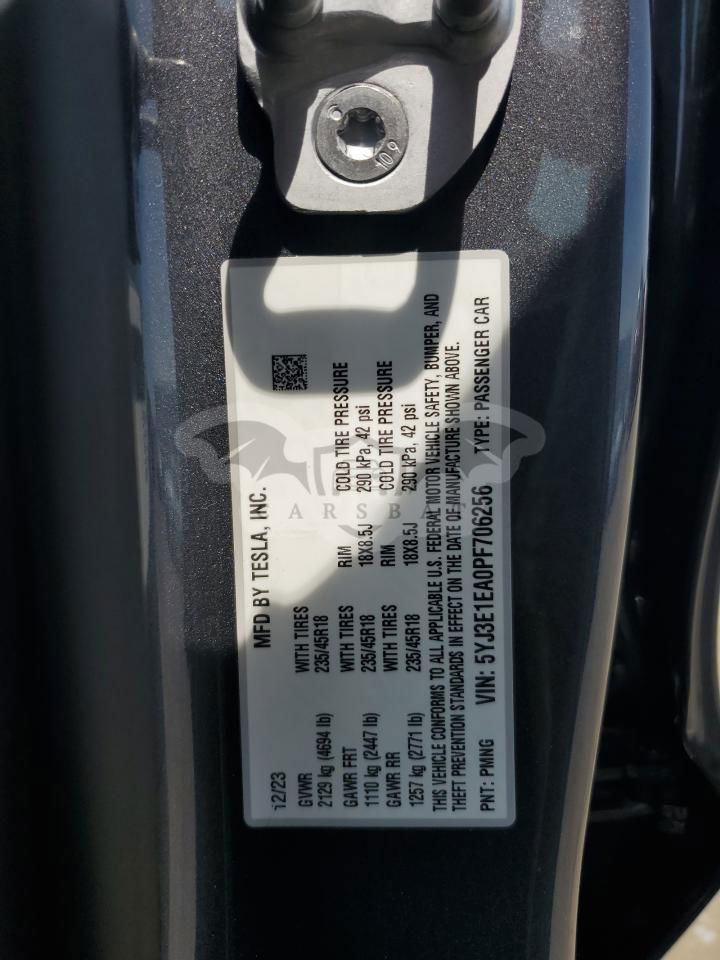 10.9
12/23
MFD BY TESLA, INC.
GVWR
2129 kg (4694 lb)
WITH TIRES
235/45R18
GAWR FRT WITH TIRES RIM COLD TIRE PRESSURE
1110 kg (2447 lb) 235/45R18 18X8.5J 290 kPa, 42 psi
GAWR RR WITH TIRES RIM COLD TIRE PRESSURE
1257 kg (2771 lb) 235/45R18 18X8.5J 290 kPa, 42 psi
THIS VEHICLE CONFORMS TO ALL APPLICABLE U.S. FEDERAL MOTOR VEHICLE SAFETY, BUMPER, AND
THEFT PREVENTION STANDARDS IN EFFECT ON THE DATE OF MANUFACTURE SHOWN ABOVE.
PNT: PMNG VIN: 5YJ3E1EA0PF706256 TYPE: PASSENGER CAR
ARSBAT